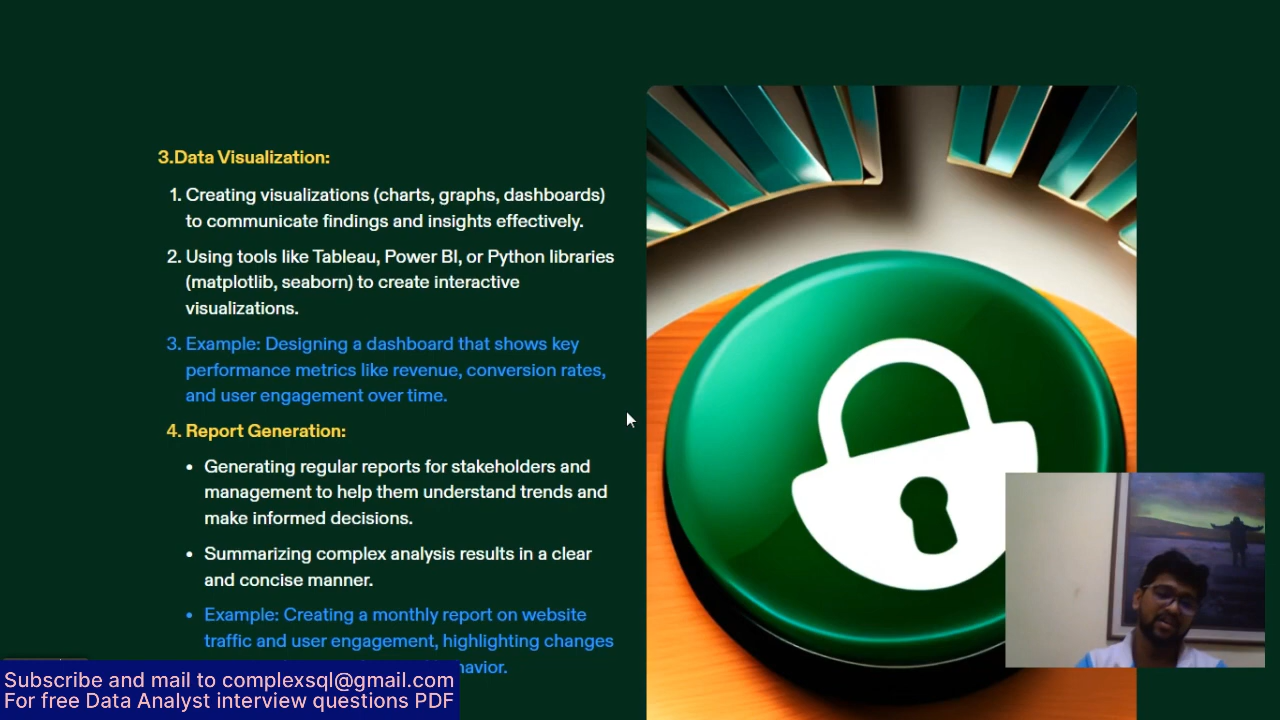 3.Data Visualization:
1. Creating visualizations (charts, graphs, dashboards)
to communicate findings and insights effectively.
2. Using tools like Tableau, Power BI, or Python libraries
(matplotlib, seaborn) to create interactive
visualizations.
3. Example: Designing a dashboard that shows key
performance metrics like revenue, conversion rates,
and user engagement over time.
4. Report Generation:
• Generating regular reports for stakeholders and
management to help them understand trends and
make informed decisions.
• Summarizing complex analysis results in a clear
and concise manner.
• Example: Creating a monthly report on website
traffic and user engagement, highlighting changes
Subscribe and mail to complexsql@gmail.com
For free Data Analyst interview questions PDF